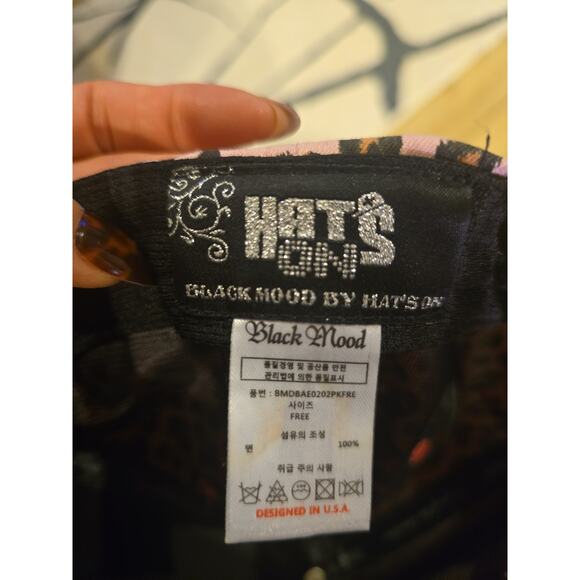 HAT'S
ON
BLACK MOOD BY HAT'S ON
Black Mood
품질경영 및 공산품 안전
관리법에 의한 품질표시
품번 : BMDBAE0202PKFRE
사이즈
FREE
섬유의 조성
면 100%
취급 주의 사랑
DESIGNED IN U.S.A.